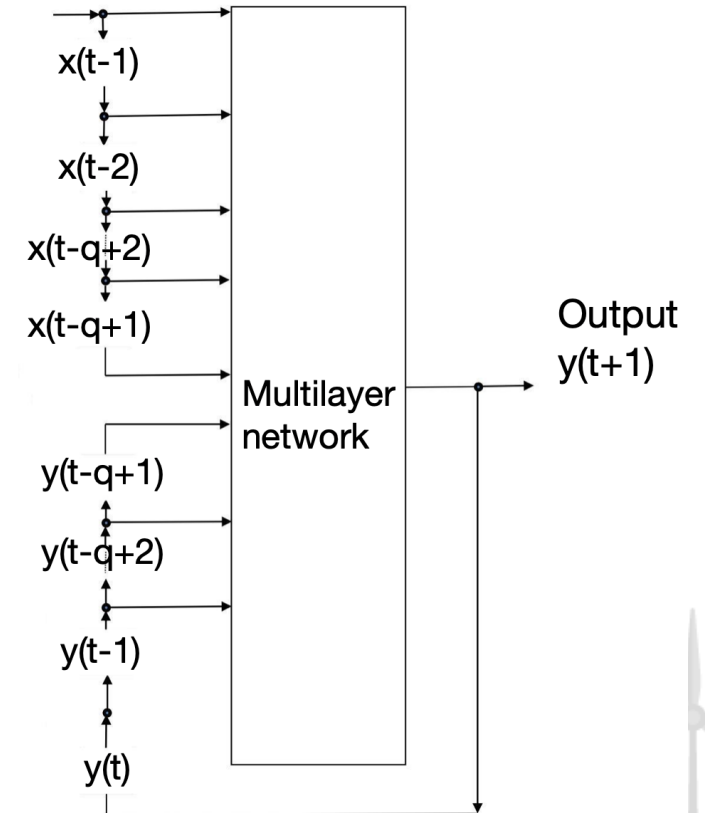 x(t-1)
x(t-2)
x(t-q+2)
x(t-q+1)
Output
y(t+1)
Multilayer
network
y(t-q+1)
y(t-q+2)
y(t-1)
y(t)